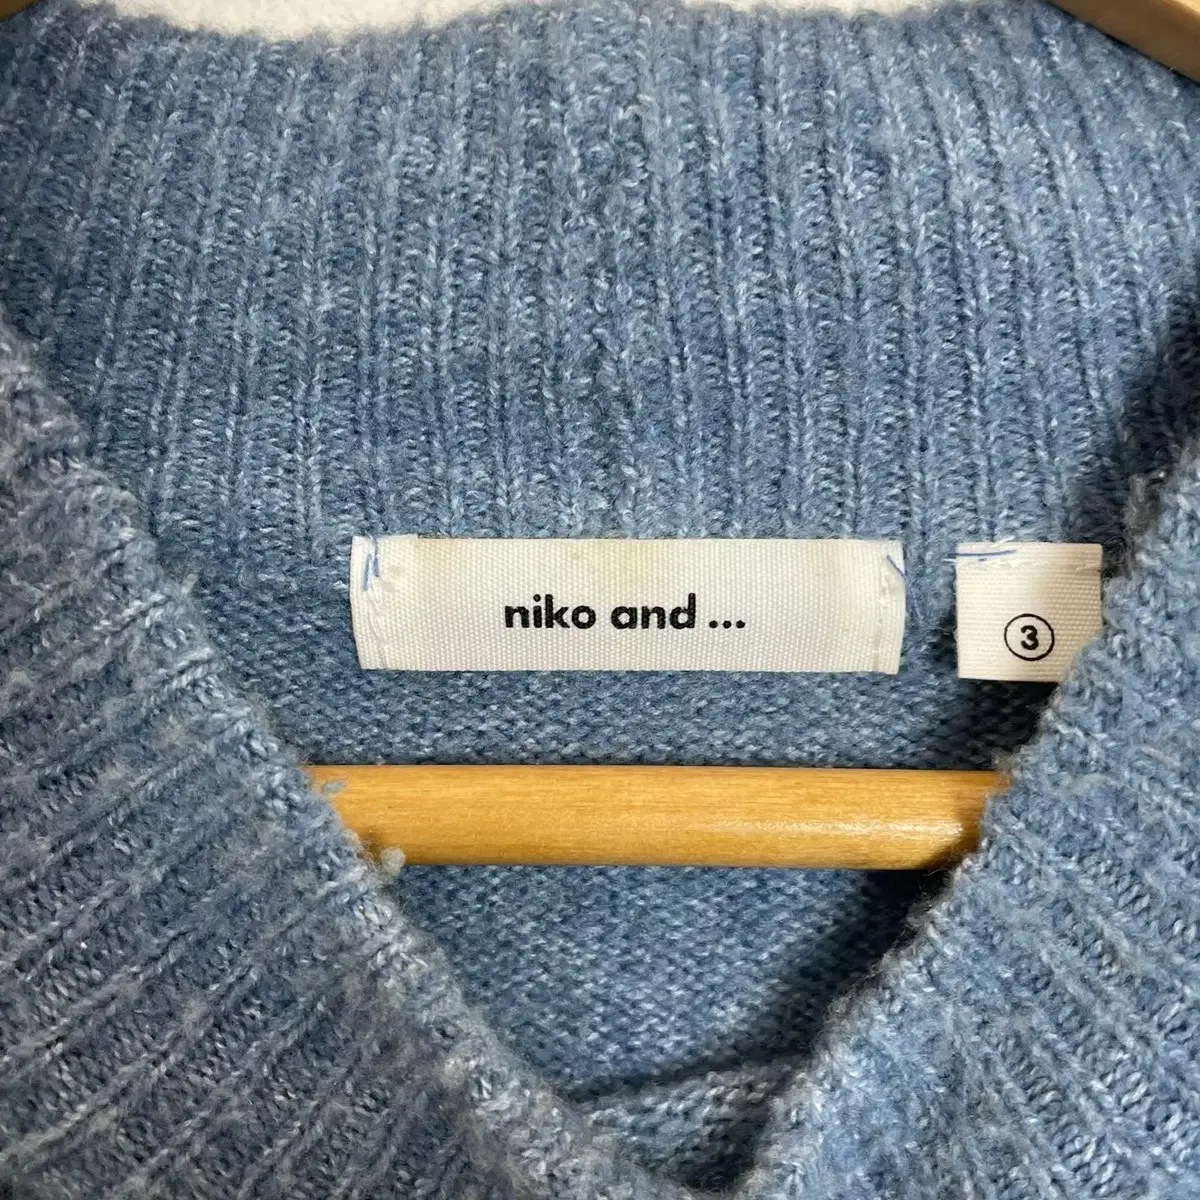 niko and ...
3